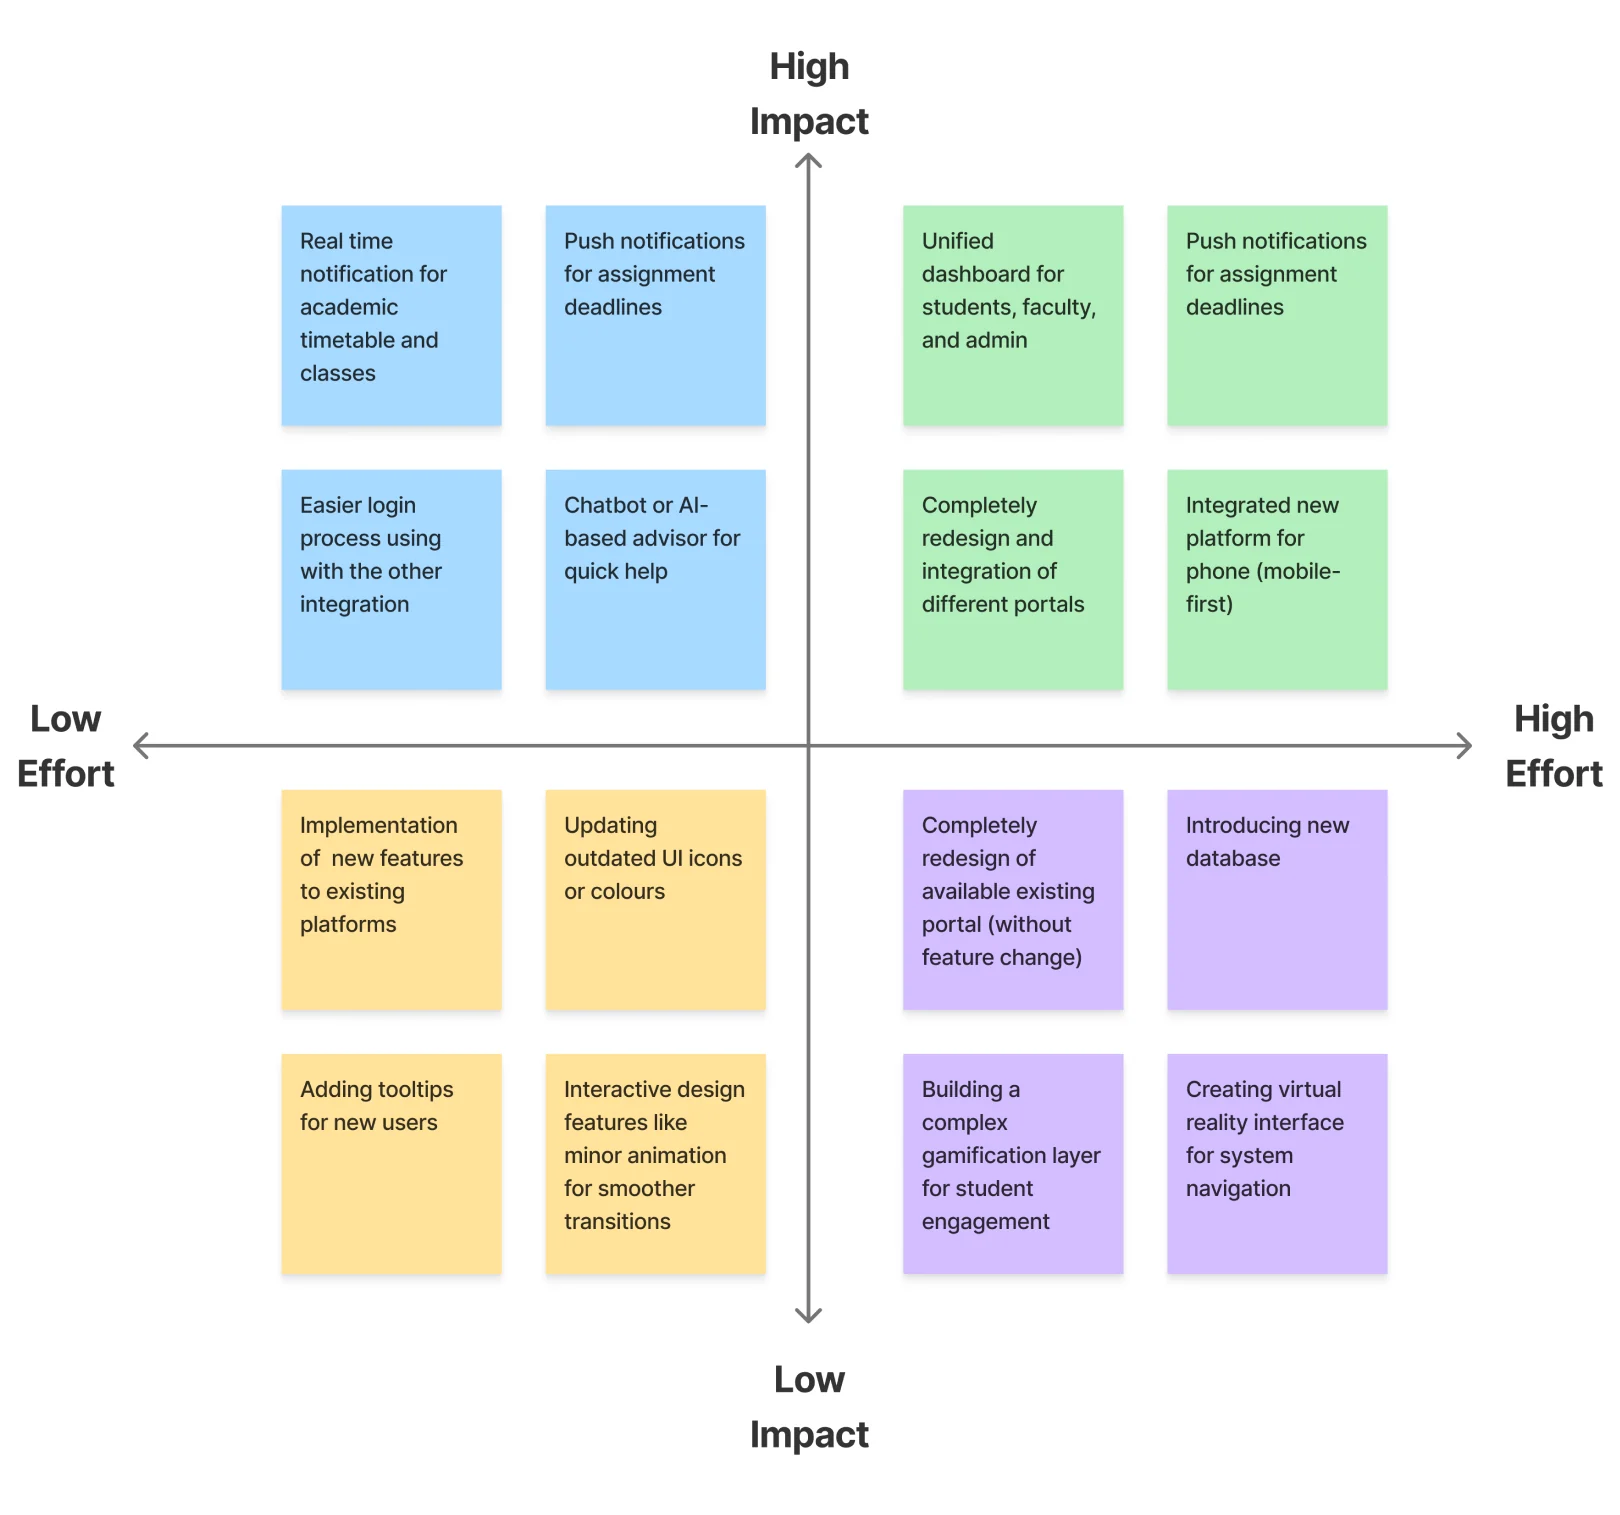 High
Impact
Real time
notification for
academic
timetable and
classes
Push notifications
for assignment
deadlines
Unified
dashboard for
students, faculty,
and admin
Push notifications
for assignment
deadlines
Easier login
process using
with the other
integration
Chatbot or AI-
based advisor for
quick help
Completely
redesign and
integration of
different portals
Integrated new
platform for
phone (mobile-
first)
Low
Effort
High
Effort
Implementation
of  new features
to existing
platforms
Updating
outdated UI icons
or colours
Completely
redesign of
available existing
portal (without
feature change)
Introducing new
database
Adding tooltips
for new users
Interactive design
features like
minor animation
for smoother
transitions
Building a
complex
gamification layer
for student
engagement
Creating virtual
reality interface
for system
navigation
Low
Impact